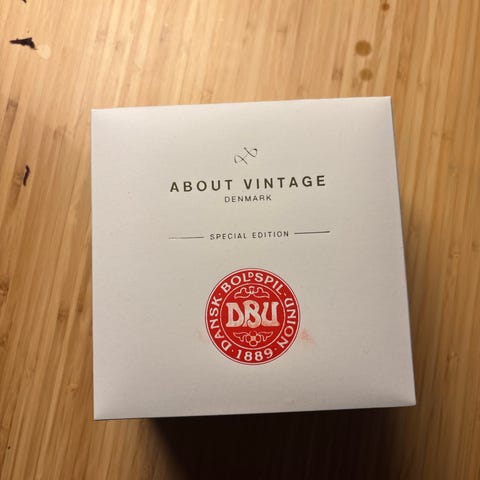 ABOUT VINTAGE
DENMARK
SPECIAL EDITION
DANSK · BOLDSPIL · UNION
DBU
· 1889 ·